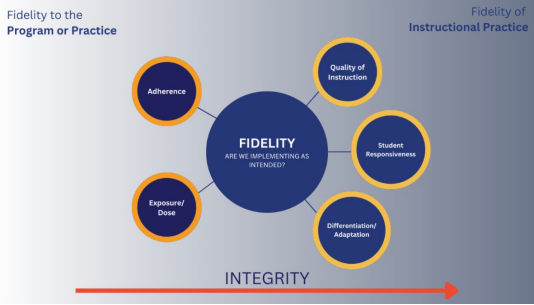 Fidelity to the
Program or Practice
Fidelity of
Instructional Practice
Adherence
Exposure/
Dose
FIDELITY
ARE WE IMPLEMENTING AS
INTENDED?
Quality of
Instruction
Student
Responsiveness
Differentiation/
Adaptation
INTEGRITY